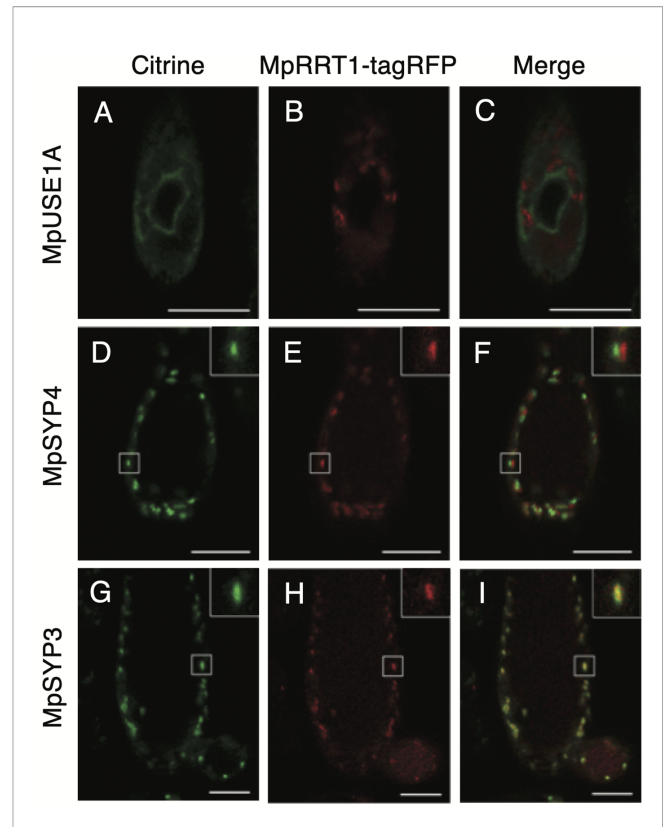 Citrine MpRRT1-tagRFP Merge
MpUSE1A
A B C
MpSYP4
D E F
MpSYP3
G H I